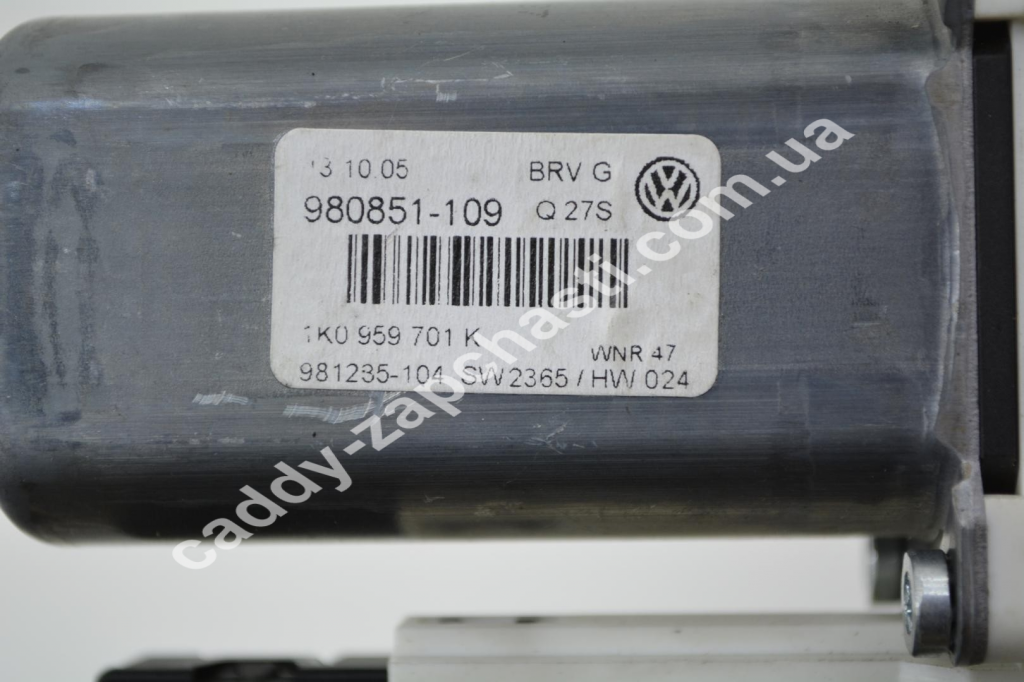 13 10.05 BRV G
980851-109 Q 27S
1K0 959 701 K
WNR 47
981235-104 SW2365 / HW 024
caddy-zapchasti.com.ua